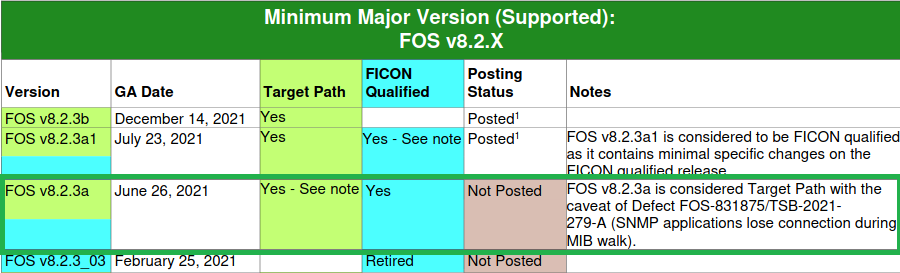 Minimum Major Version (Supported):
FOS v8.2.X
Version GA Date Target Path FICON Qualified Posting Status Notes
FOS v8.2.3b December 14, 2021 Yes Posted¹
FOS v8.2.3a1 July 23, 2021 Yes Yes - See note Posted¹ FOS v8.2.3a1 is considered to be FICON qualified
as it contains minimal specific changes on the
FICON qualified release
FOS v8.2.3a June 26, 2021 Yes - See note Yes Not Posted FOS v8.2.3a is considered Target Path with the
caveat of Defect FOS-831875/TSB-2021-
279-A (SNMP applications lose connection during
MIB walk).
FOS v8.2.3_03 February 25, 2021 Retired Not Posted